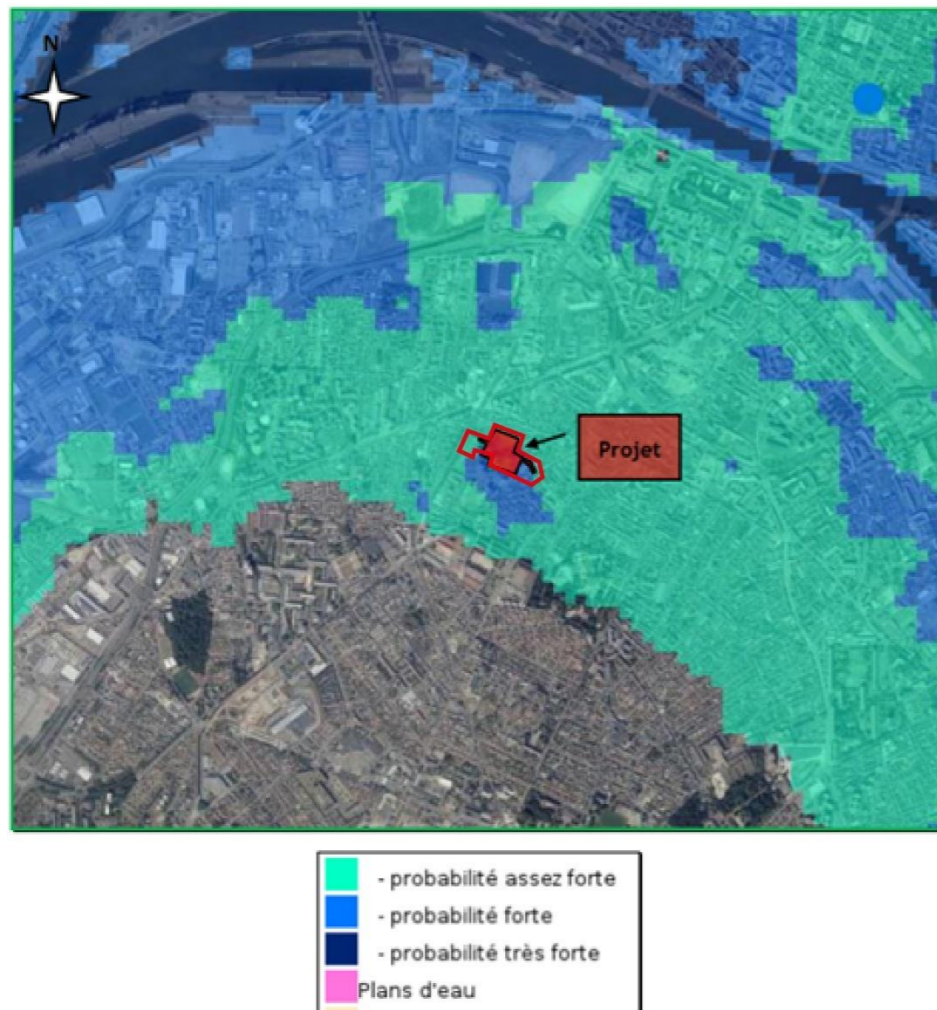 N
Projet
- probabilité assez forte
- probabilité forte
- probabilité très forte
Plans d'eau